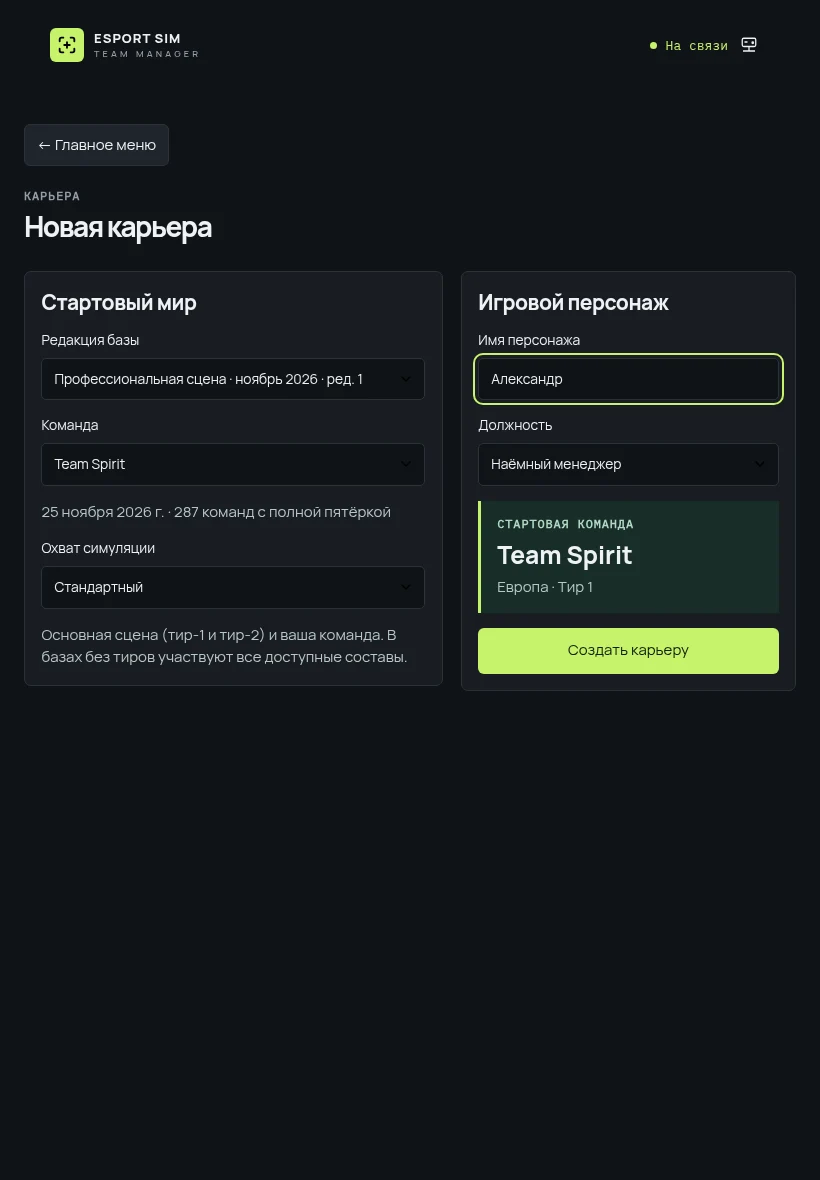 ESPORT SIM
TEAM MANAGER
На связи
← Главное меню
КАРЬЕРА
Новая карьера
Стартовый мир
Редакция базы
Профессиональная сцена · ноябрь 2026 · ред. 1
Команда
Team Spirit
25 ноября 2026 г. · 287 команд с полной пятёркой
Охват симуляции
Стандартный
Основная сцена (тир-1 и тир-2) и ваша команда. В
базах без тиров участвуют все доступные составы.
Игровой персонаж
Имя персонажа
Александр
Должность
Наёмный менеджер
СТАРТОВАЯ КОМАНДА
Team Spirit
Европа · Тир 1
Создать карьеру